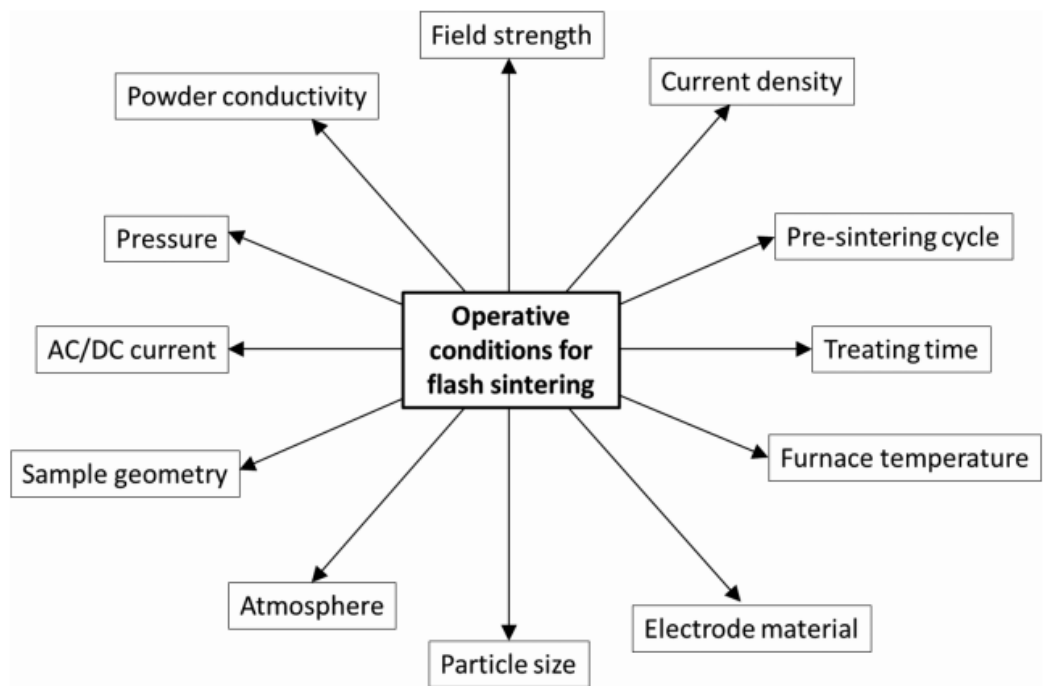 Field strength
Powder conductivity
Current density
Pressure
Pre-sintering cycle
Operative
conditions for
flash sintering
AC/DC current
Treating time
Sample geometry
Furnace temperature
Atmosphere
Electrode material
Particle size